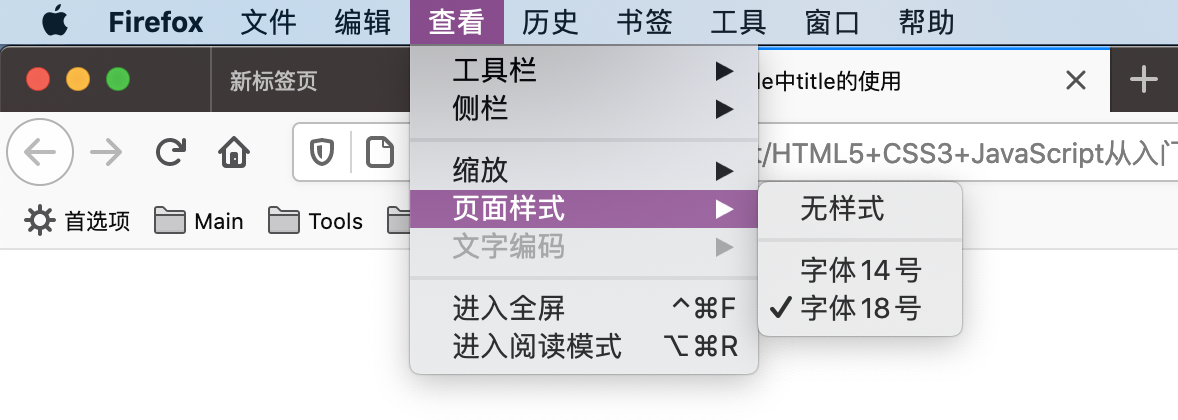 Firefox 文件 编辑 查看 历史 书签 工具 窗口 帮助
新标签页
le中title的使用
工具栏
侧栏
t/HTML5+CSS3+JavaScript从入门
缩放
页面样式
文字编码
无样式
首选项 Main Tools
字体14号
字体18号
进入全屏 ^⌘F
进入阅读模式 ⌥⌘R